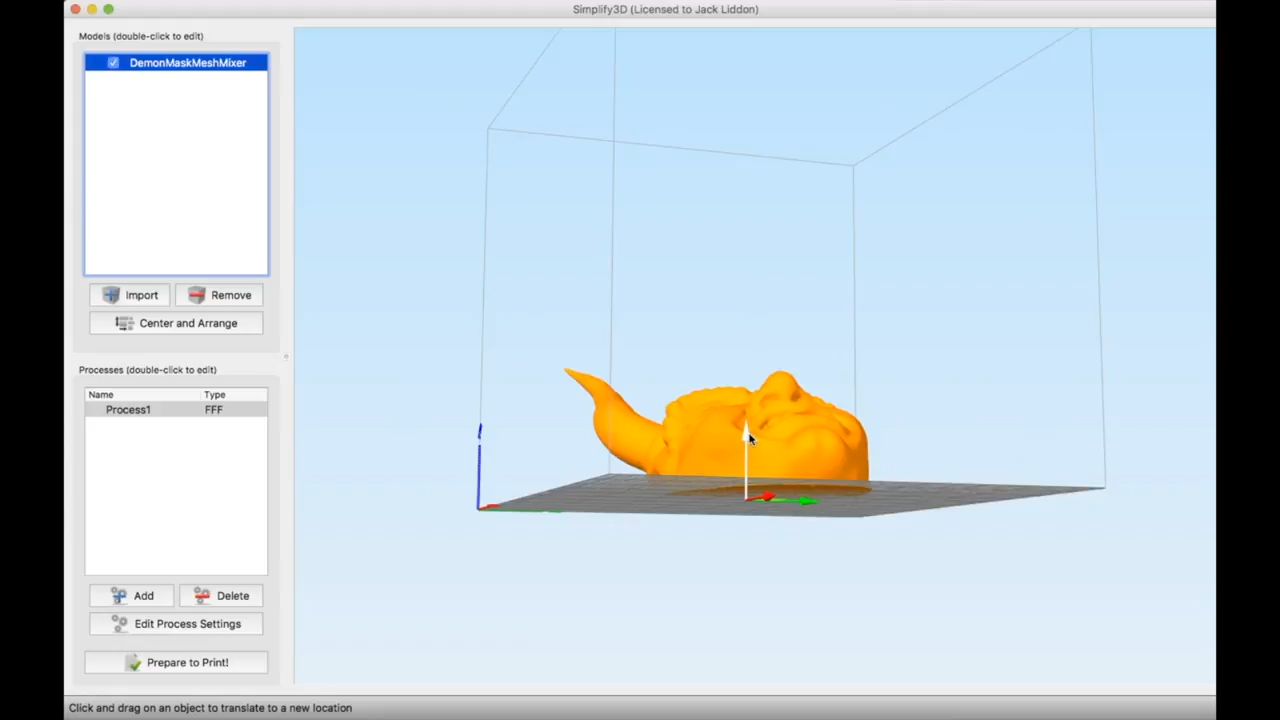 Simplify3D (Licensed to Jack Liddon)
Models (double-click to edit)
DemonMaskMeshMixer
Import
Remove
Center and Arrange
Processes (double-click to edit)
Name
Type
Process1
FFF
Add
Delete
Edit Process Settings
Prepare to Print!
Click and drag on an object to translate to a new location